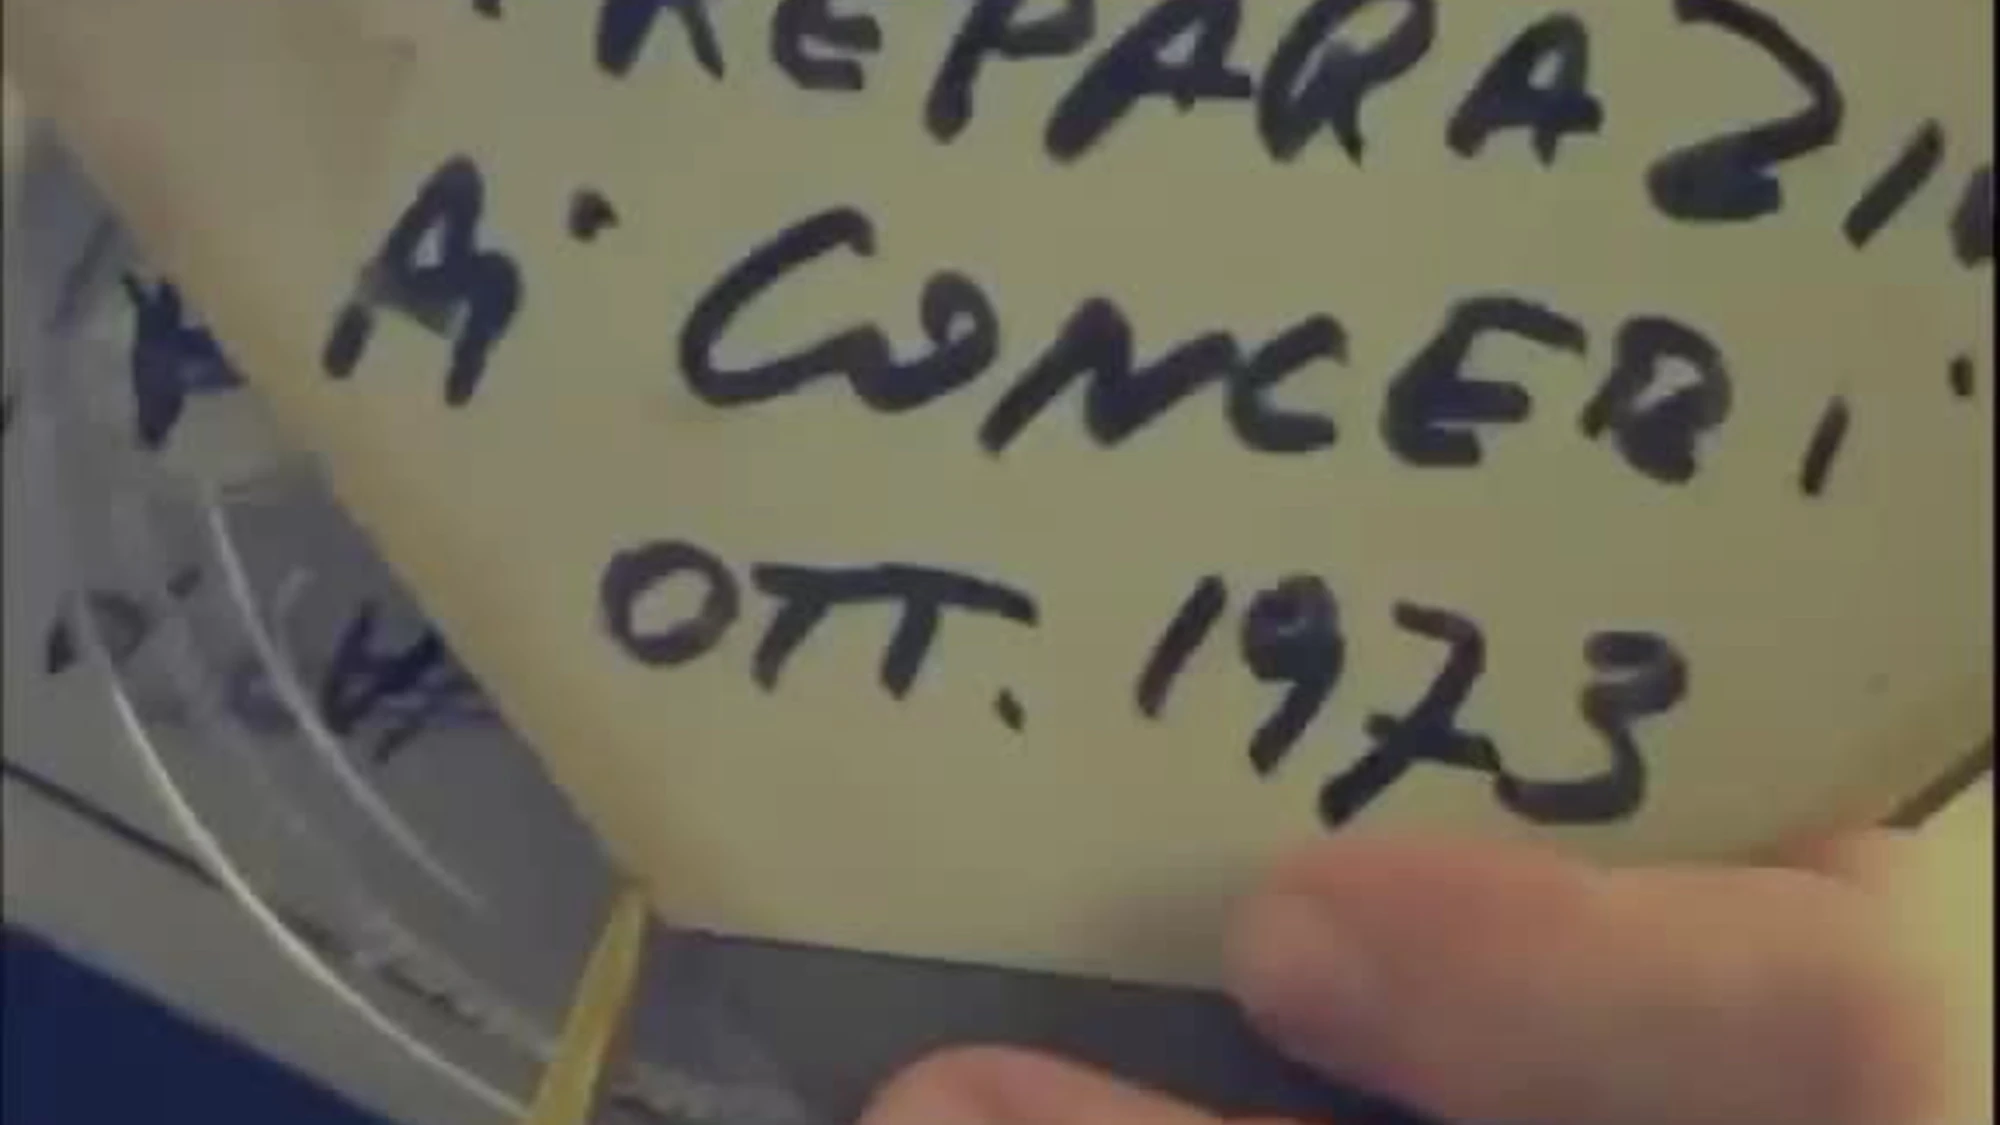 REPARAZI
A. CONCERI
OTT. 1973